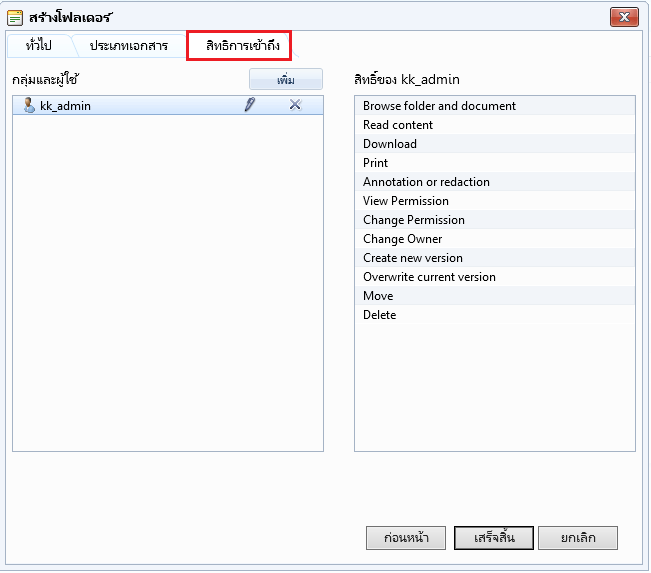 สร้างโฟลเดอร์
ทั่วไป ประเภทเอกสาร สิทธิการเข้าถึง
กลุ่มและผู้ใช้ เพิ่ม สิทธิ์ของ kk_admin
kk_admin
Browse folder and document
Read content
Download
Print
Annotation or redaction
View Permission
Change Permission
Change Owner
Create new version
Overwrite current version
Move
Delete
ก่อนหน้า เสร็จสิ้น ยกเลิก